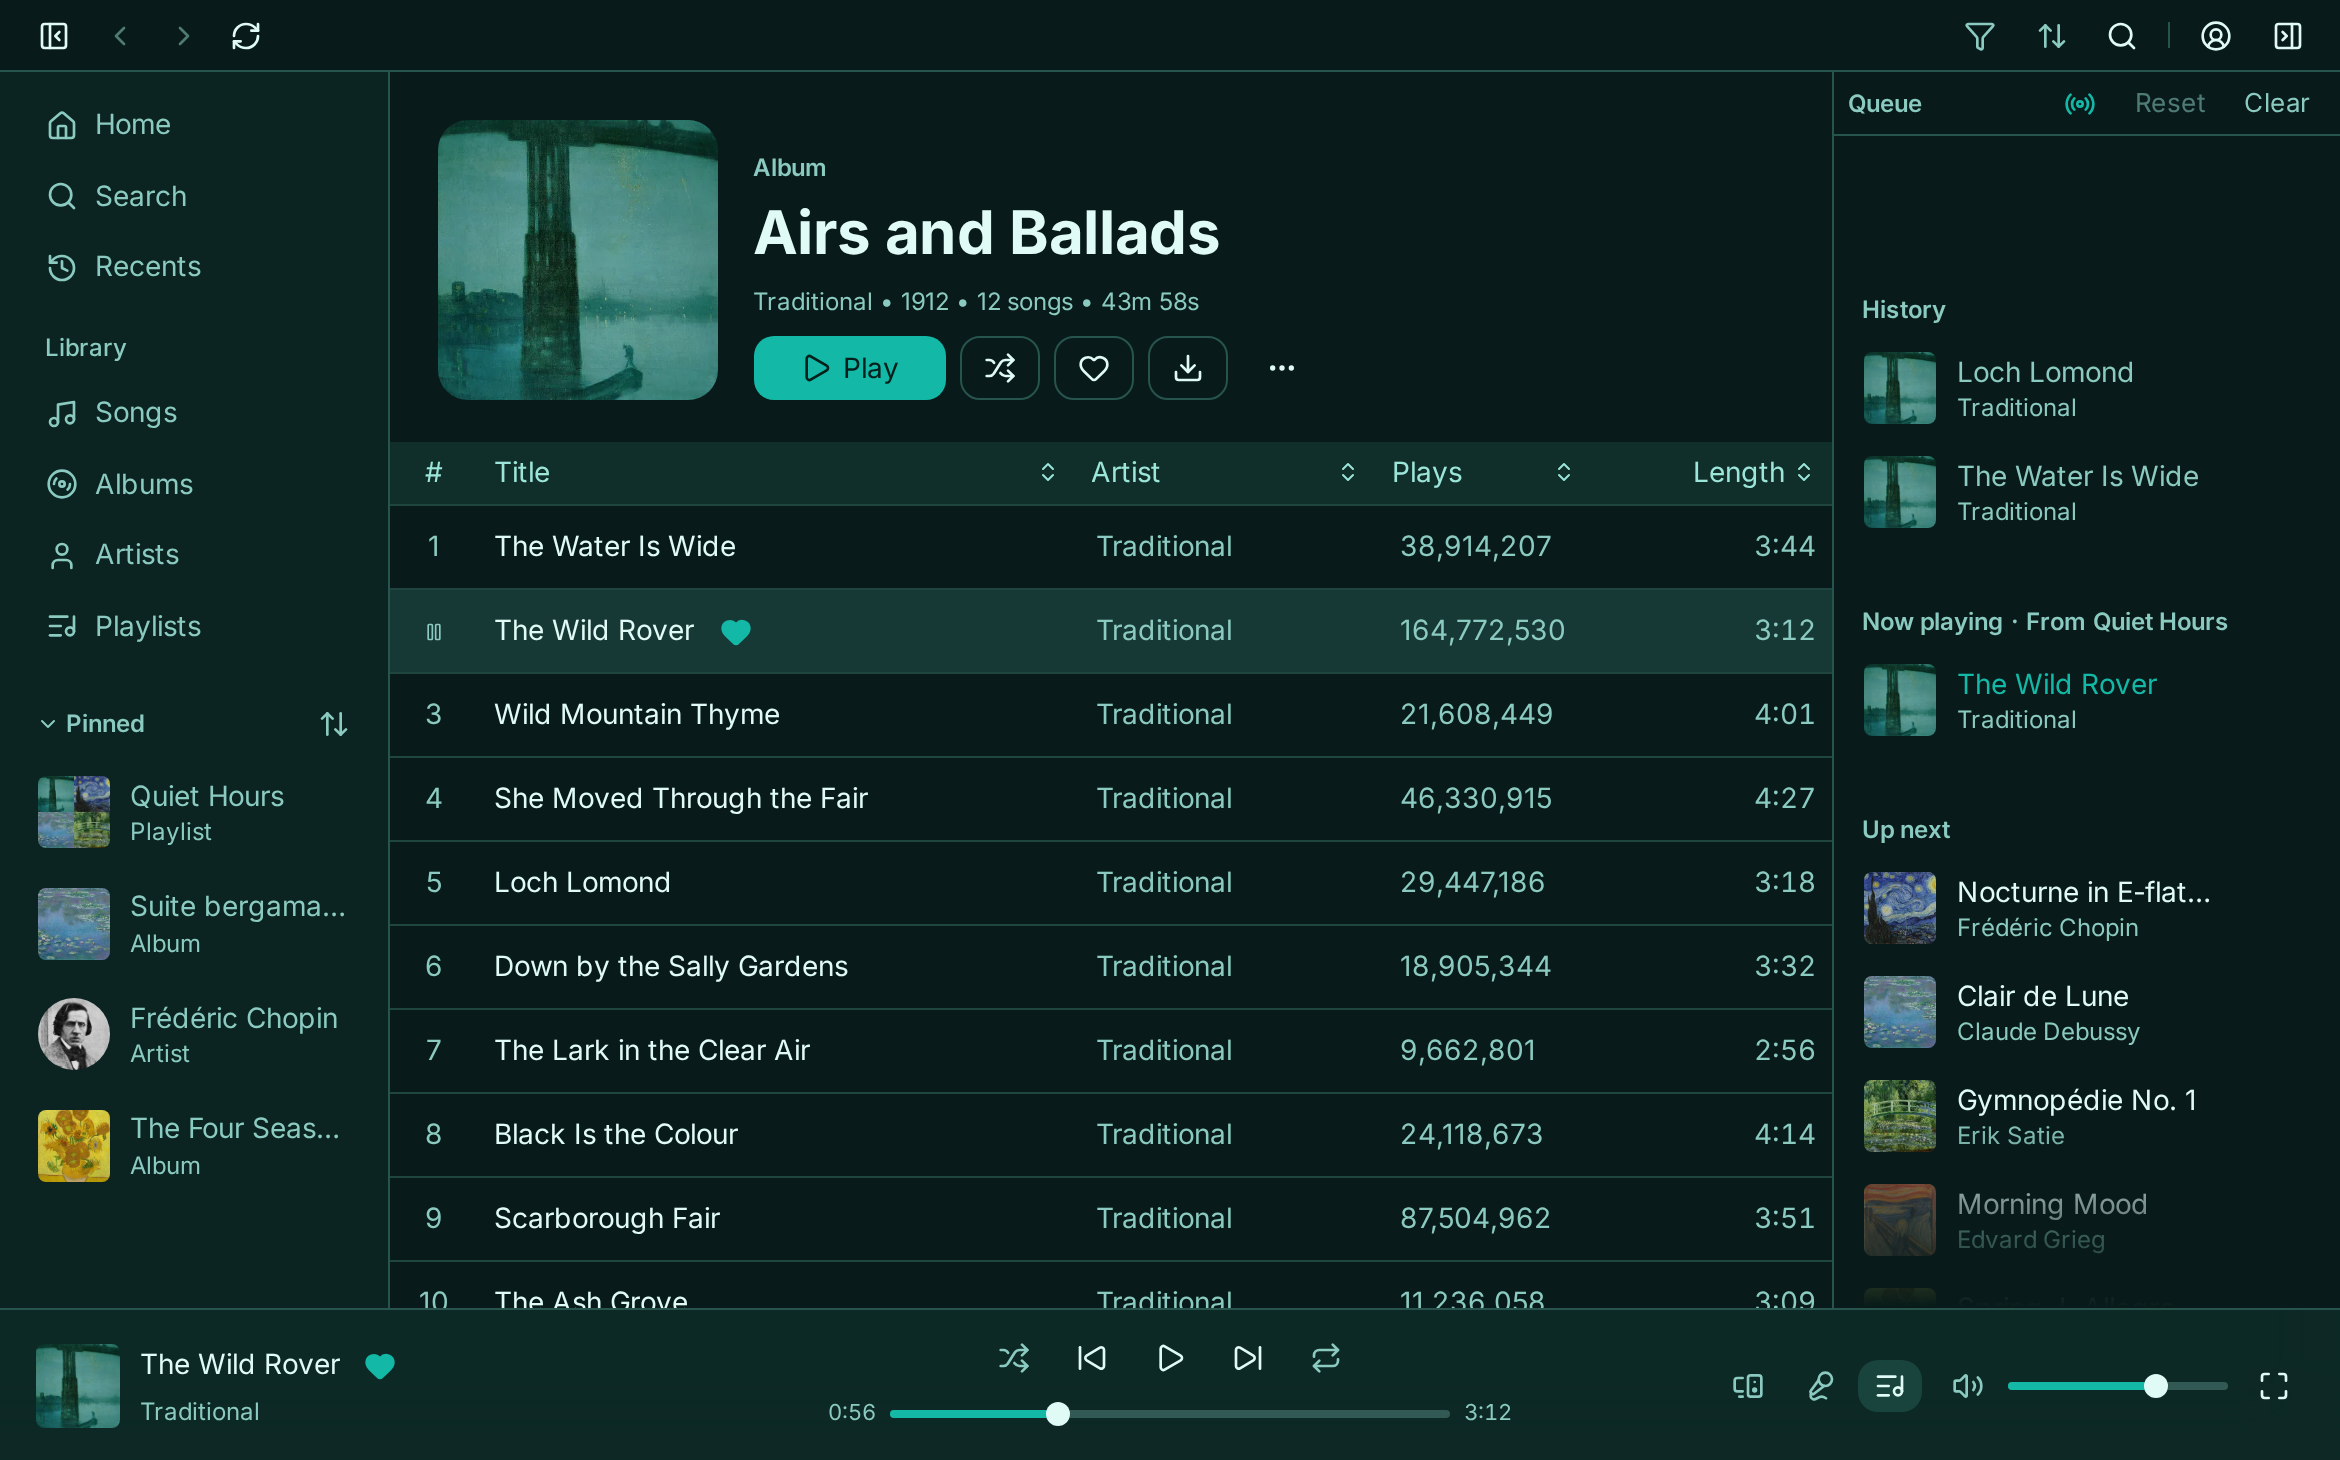 Home
Search
Recents
Library
Songs
Albums
Artists
Playlists
Pinned
Quiet Hours
Playlist
Suite bergama...
Album
Frédéric Chopin
Artist
The Four Seas...
Album
Album
Airs and Ballads
Traditional • 1912 • 12 songs • 43m 58s
Play
# Title Artist Plays Length
1 The Water Is Wide Traditional 38,914,207 3:44
The Wild Rover Traditional 164,772,530 3:12
3 Wild Mountain Thyme Traditional 21,608,449 4:01
4 She Moved Through the Fair Traditional 46,330,915 4:27
5 Loch Lomond Traditional 29,447,186 3:18
6 Down by the Sally Gardens Traditional 18,905,344 3:32
7 The Lark in the Clear Air Traditional 9,662,801 2:56
8 Black Is the Colour Traditional 24,118,673 4:14
9 Scarborough Fair Traditional 87,504,962 3:51
10 The Ash Grove Traditional 11,236,058 3:09
Queue Reset Clear
History
Loch Lomond
Traditional
The Water Is Wide
Traditional
Now playing · From Quiet Hours
The Wild Rover
Traditional
Up next
Nocturne in E-flat...
Frédéric Chopin
Clair de Lune
Claude Debussy
Gymnopédie No. 1
Erik Satie
Morning Mood
Edvard Grieg
The Wild Rover
Traditional
0:56 3:12